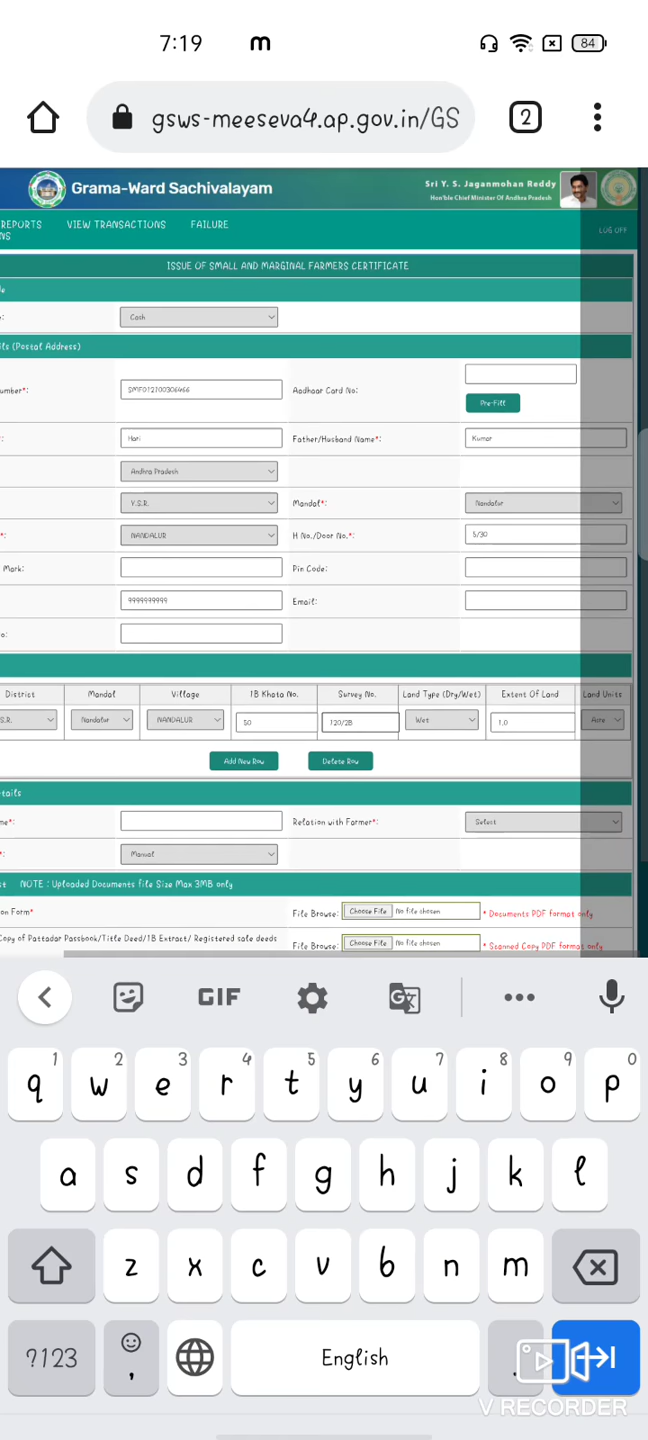 7:19 m 84
gsws-meeseva4.ap.gov.in/GS 2
Grama-Ward Sachivalayam
Sri Y. S. Jaganmohan Reddy
Hon'ble Chief Minister Of Andhra Pradesh
REPORTS VIEW TRANSACTIONS FAILURE
NS
LOG OFF
ISSUE OF SMALL AND MARGINAL FARMERS CERTIFICATE
Cash
ls (Postal Address)
umber*: SMF012100306466 Aadhaar Card No:
Pre-Fill
Hari Father/Husband Name*: Kumar
Andhra Pradesh
Y.S.R. Mandal*: Nandalur
NANDALUR H No./Door No.*: 5/30
Mark: Pin Code:
9999999999 Email:
o:
District Mandal Village 1B Khata No. Survey No. Land Type (Dry/Wet) Extent Of Land Land Units
S.R. Nandalur NANDALUR 50 120/2B Wet 1.0 Acre
Add New Row Delete Row
etails
me*: Relation with Farmer*: Select
Manual
st NOTE : Uploaded Documents file Size Max 3MB only
on Form* File Browse: Choose File No file chosen * Documents PDF format only
Copy of Pattadar Passbook/Title Deed/1B Extract/ Registered sale deeds File Browse: Choose File No file chosen * Scanned Copy PDF format only
GIF
q 1 w 2 e 3 r 4 t 5 y 6 u 7 i 8 o 9 p 0
a s d f g h j k l
z x c v b n m
?123 , English .
V RECORDER